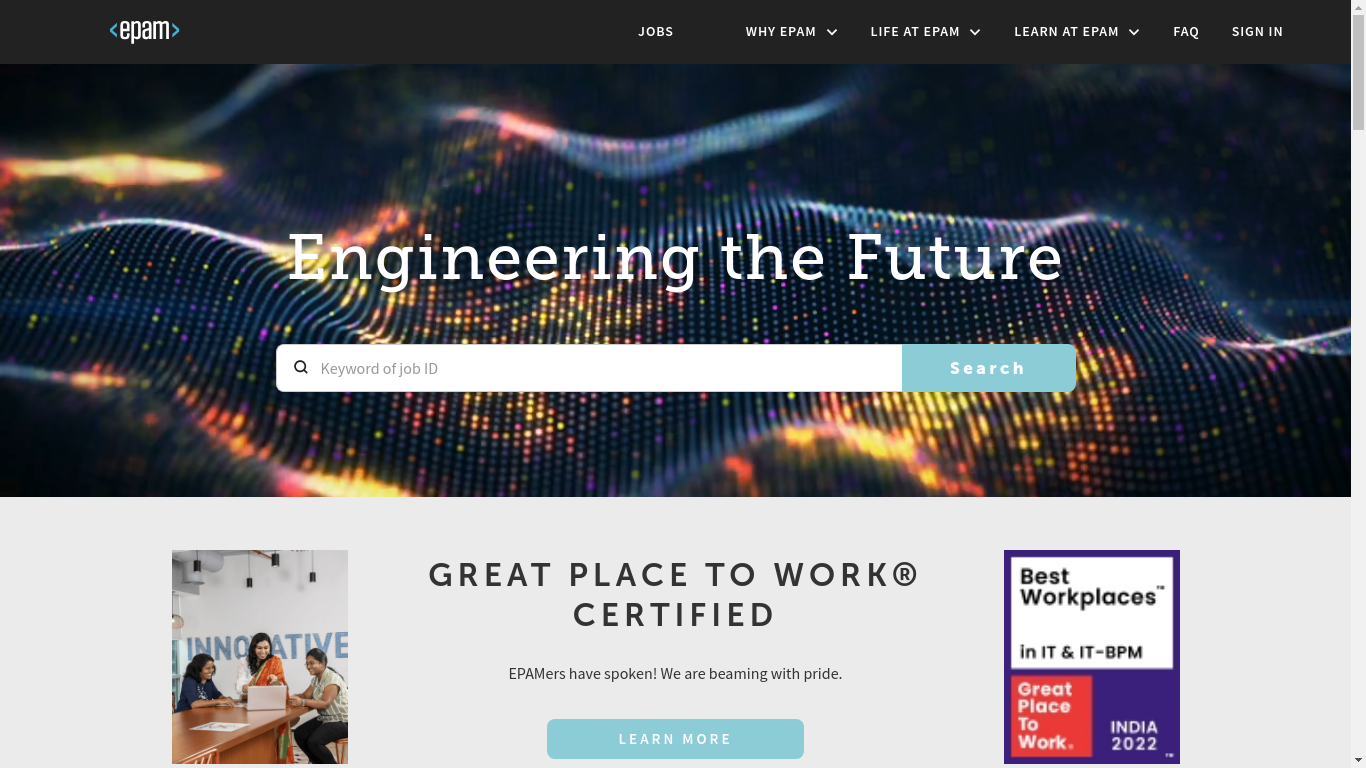 <epam>
JOBS
WHY EPAM
LIFE AT EPAM
LEARN AT EPAM
FAQ
SIGN IN
Engineering the Future
Keyword of job ID
Search
INNOVATIVE
GREAT PLACE TO WORK®
CERTIFIED
EPAMers have spoken! We are beaming with pride.
LEARN MORE
Best
Workplaces™
in IT & IT-BPM
Great
Place
To
Work.
INDIA
2022
™